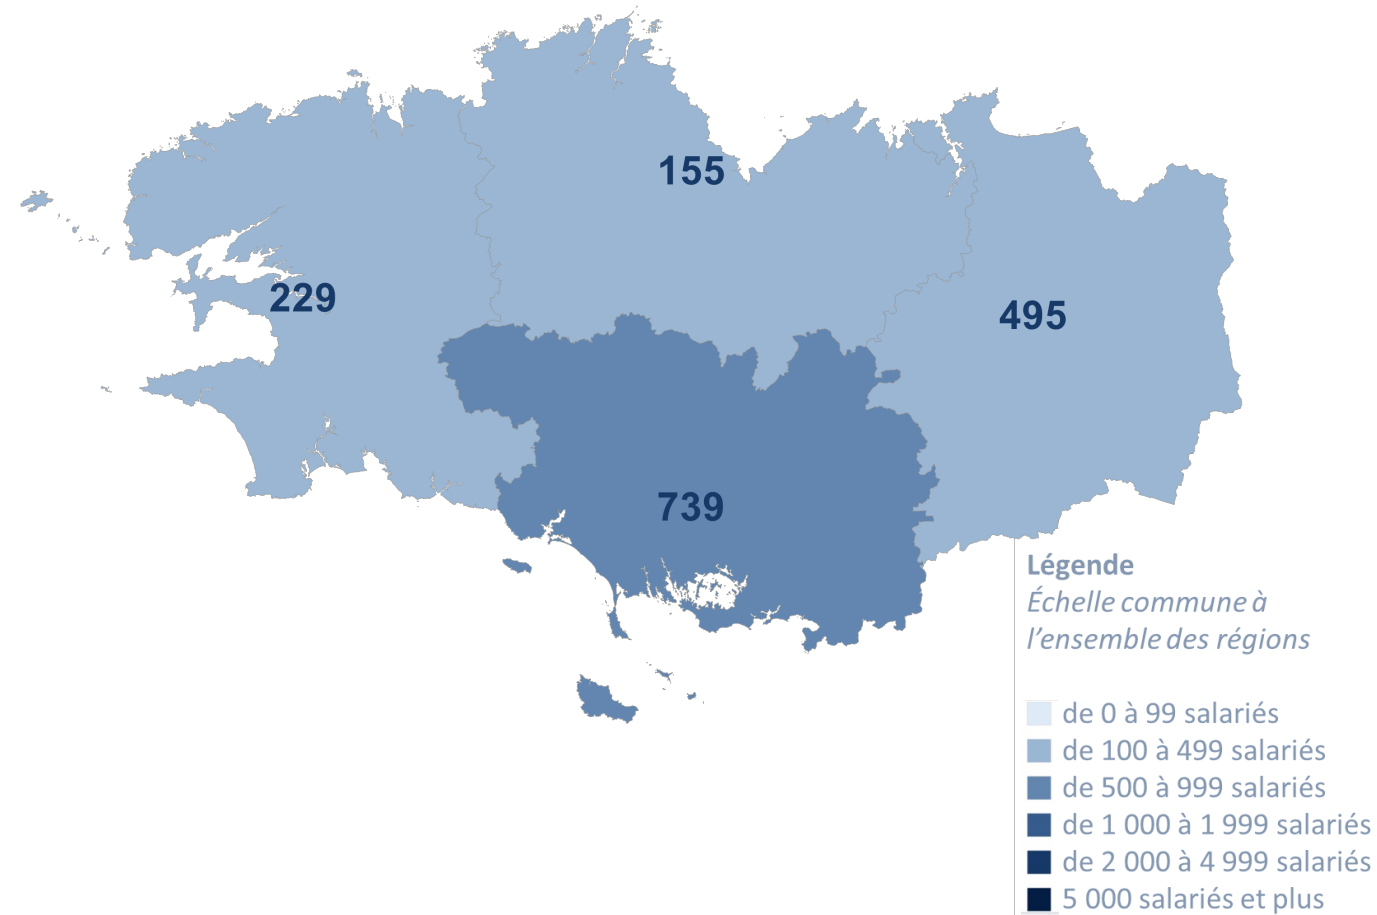 155
229
495
739
Légende
Échelle commune à
l'ensemble des régions
de 0 à 99 salariés
de 100 à 499 salariés
de 500 à 999 salariés
de 1 000 à 1 999 salariés
de 2 000 à 4 999 salariés
5 000 salariés et plus